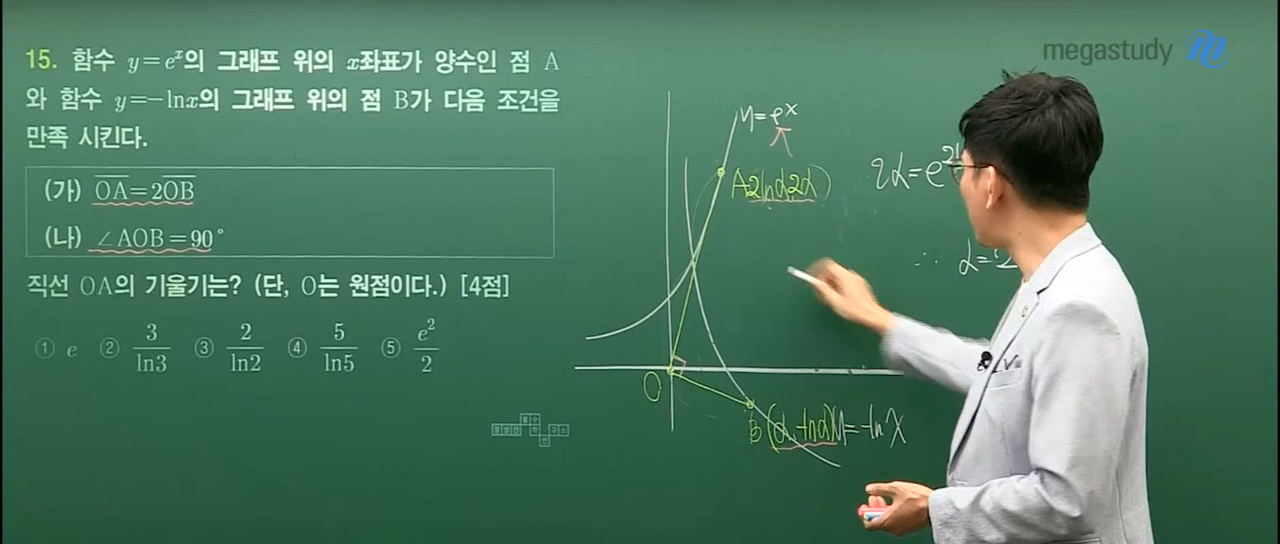 megastudy
15. 함수 y=e^x의 그래프 위의 x좌표가 양수인 점 A
와 함수 y=-lnx의 그래프 위의 점 B가 다음 조건을
만족 시킨다.
(가) OA=2OB
(나) ∠AOB=90°
직선 OA의 기울기는? (단, O는 원점이다.) [4점]
① e ② 3/ln3 ③ 2/ln2 ④ 5/ln5 ⑤ e²/2
y=e^x
A(2lnα, 2α)
2α=e^2
∴ α=2
O
B(α, -lnα) y=-lnx